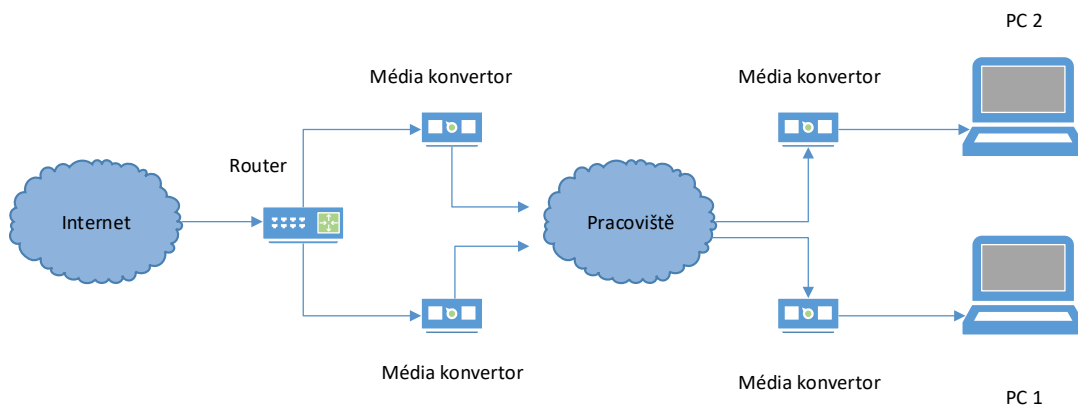 PC 2
Média konvertor
Média konvertor
Router
Internet
Pracoviště
Média konvertor
Média konvertor
PC 1